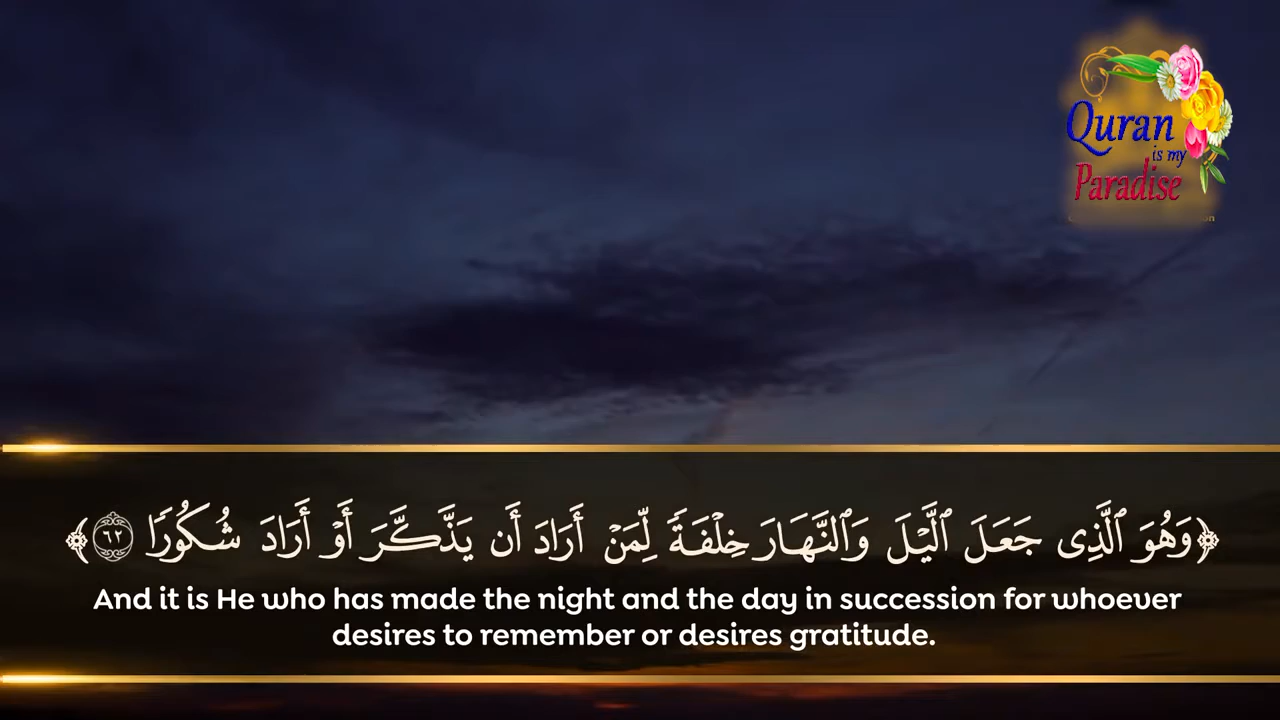 Quran
is my
Paradise
﴿وَهُوَ ٱلَّذِى جَعَلَ ٱلَّيْلَ وَٱلنَّهَارَ خِلْفَةً لِّمَنْ أَرَادَ أَن يَذَّكَّرَ أَوْ أَرَادَ شُكُورًا ٦٢﴾
And it is He who has made the night and the day in succession for whoever
desires to remember or desires gratitude.